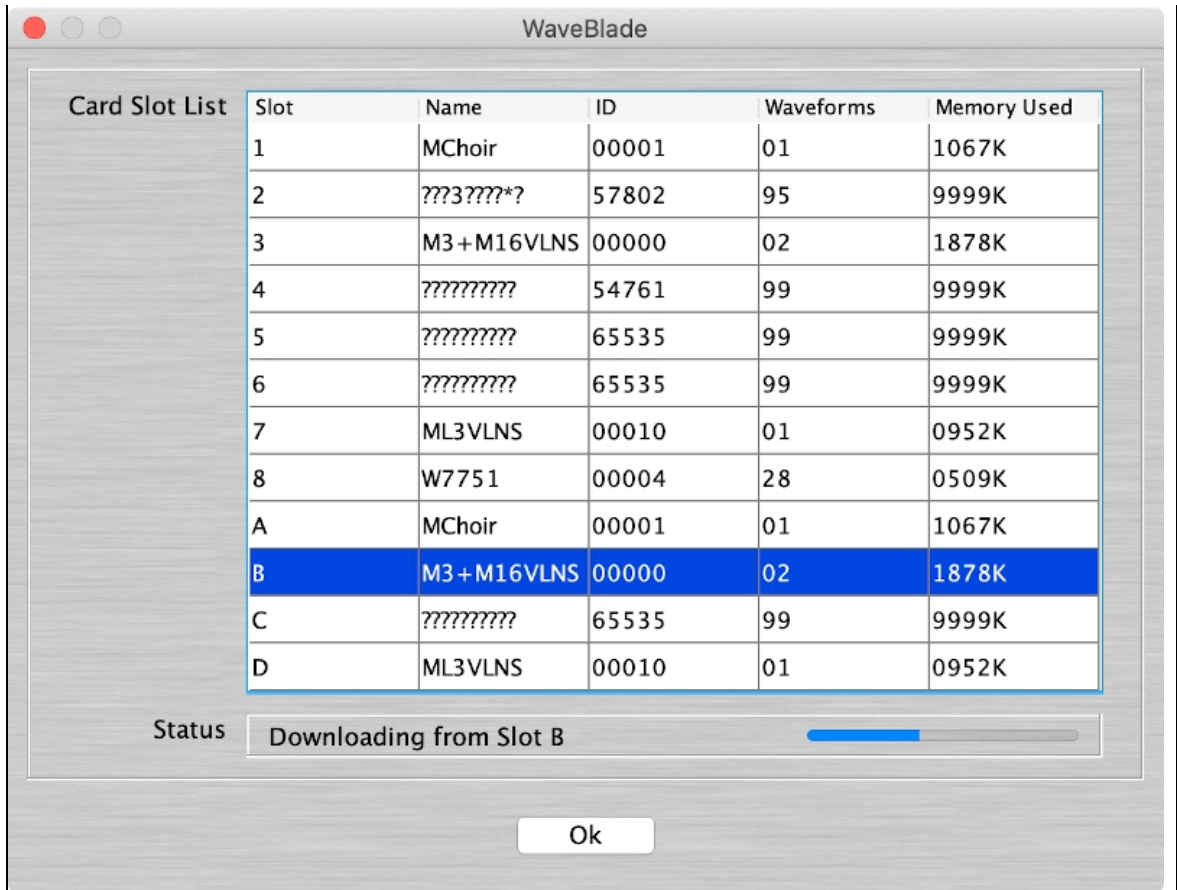 WaveBlade
Card Slot List
Slot Name ID Waveforms Memory Used
1 MChoir 00001 01 1067K
2 ???3????*? 57802 95 9999K
3 M3+M16VLNS 00000 02 1878K
4 ?????????? 54761 99 9999K
5 ?????????? 65535 99 9999K
6 ?????????? 65535 99 9999K
7 ML3VLNS 00010 01 0952K
8 W7751 00004 28 0509K
A MChoir 00001 01 1067K
B M3+M16VLNS 00000 02 1878K
C ?????????? 65535 99 9999K
D ML3VLNS 00010 01 0952K
Status Downloading from Slot B
Ok